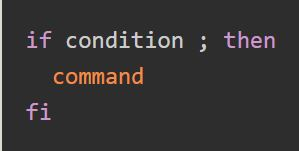 if condition ; then
  command
fi